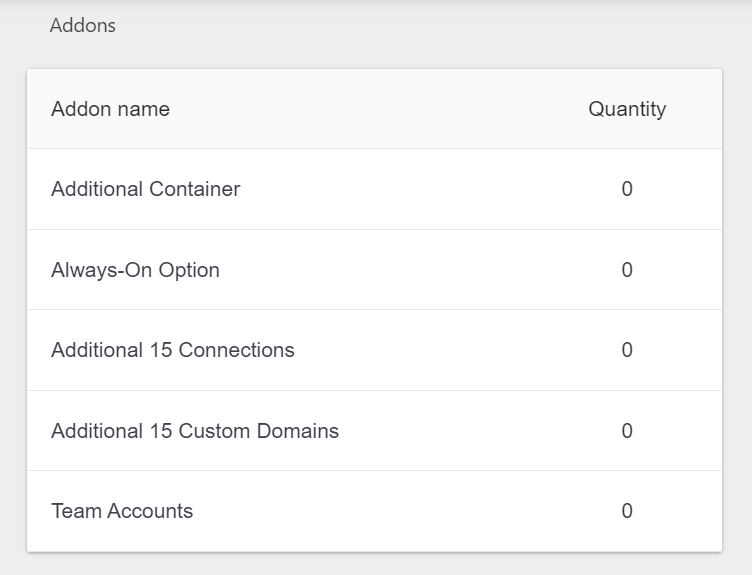 Addons
Addon name Quantity
Additional Container 0
Always-On Option 0
Additional 15 Connections 0
Additional 15 Custom Domains 0
Team Accounts 0